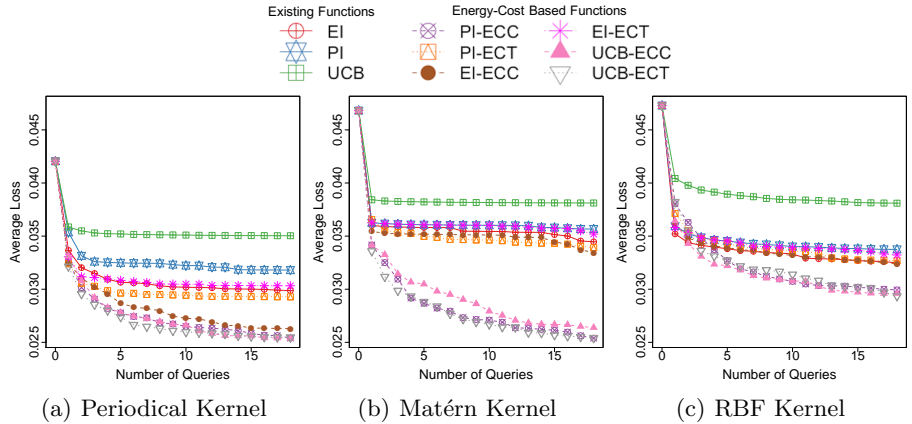 Existing Functions Energy-Cost Based Functions
EI PI-ECC EI-ECT
PI PI-ECT UCB-ECC
UCB EI-ECC UCB-ECT
0.045 0.045 0.045
0.040 0.040 0.040
0.035 0.035 0.035
0.030 0.030 0.030
0.025 0.025 0.025
Average Loss Average Loss Average Loss
0 5 10 15 0 5 10 15 0 5 10 15
Number of Queries Number of Queries Number of Queries
(a) Periodical Kernel (b) Matérn Kernel (c) RBF Kernel